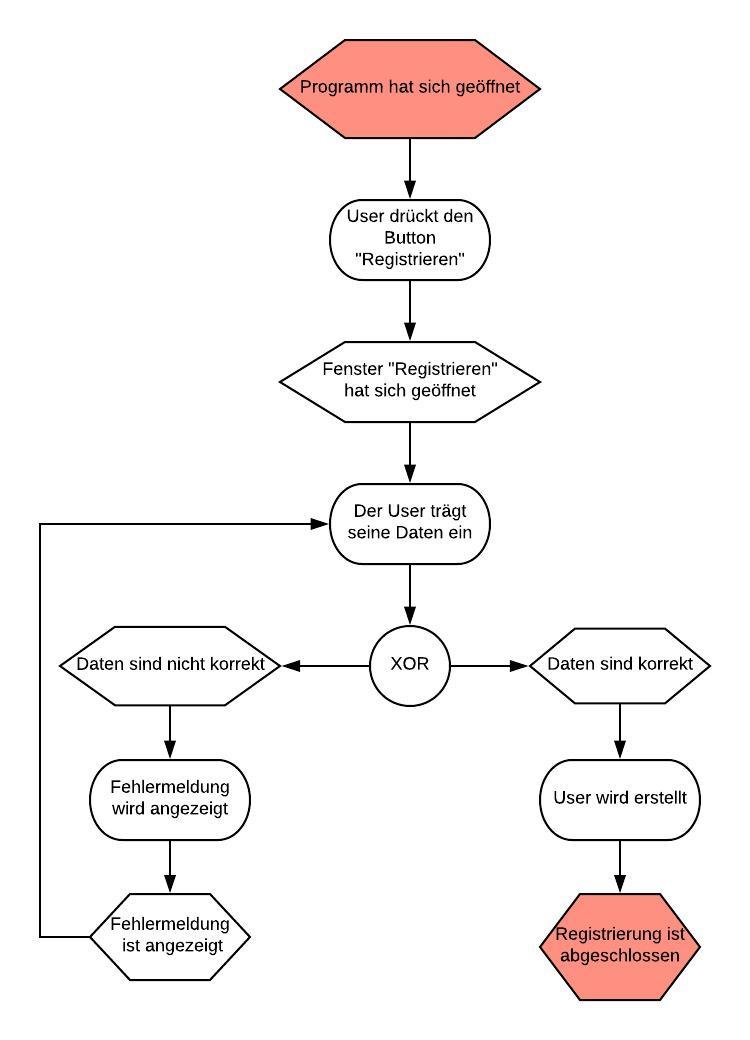 Programm hat sich geöffnet
User drückt den
Button
"Registrieren"
Fenster "Registrieren"
hat sich geöffnet
Der User trägt
seine Daten ein
Daten sind nicht korrekt
XOR
Daten sind korrekt
Fehlermeldung
wird angezeigt
User wird erstellt
Fehlermeldung
ist angezeigt
Registrierung ist
abgeschlossen